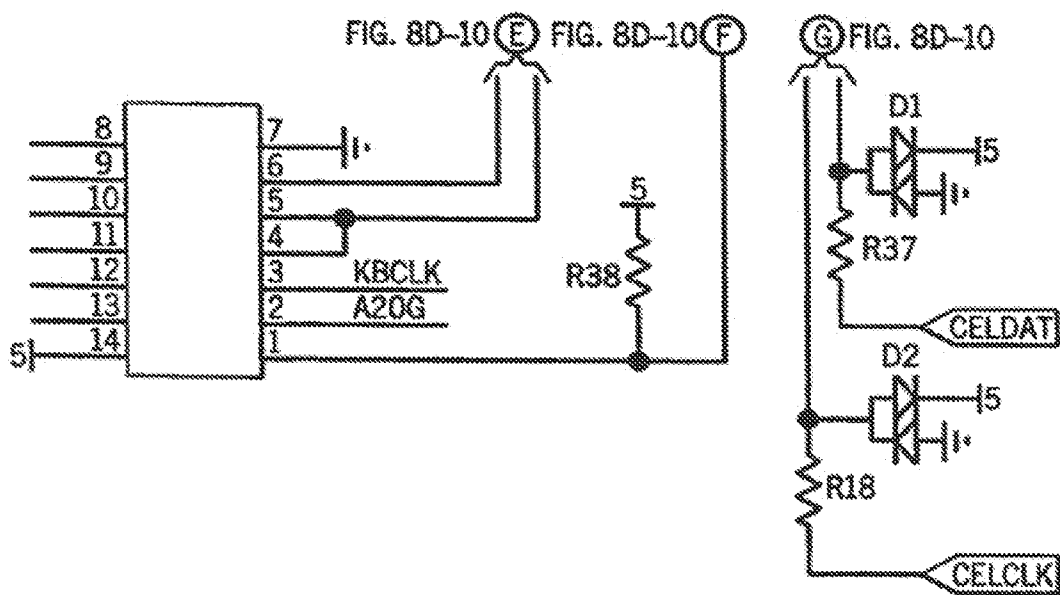 FIG. 8D–10 E FIG. 8D–10 F G FIG. 8D–10
D1
8 7
5
9 6
10 5
5
11 4
R38
R37
12 3 KBCLK
13 2 A20G
5 14 1
CELDAT
D2
5
R18
CELCLK